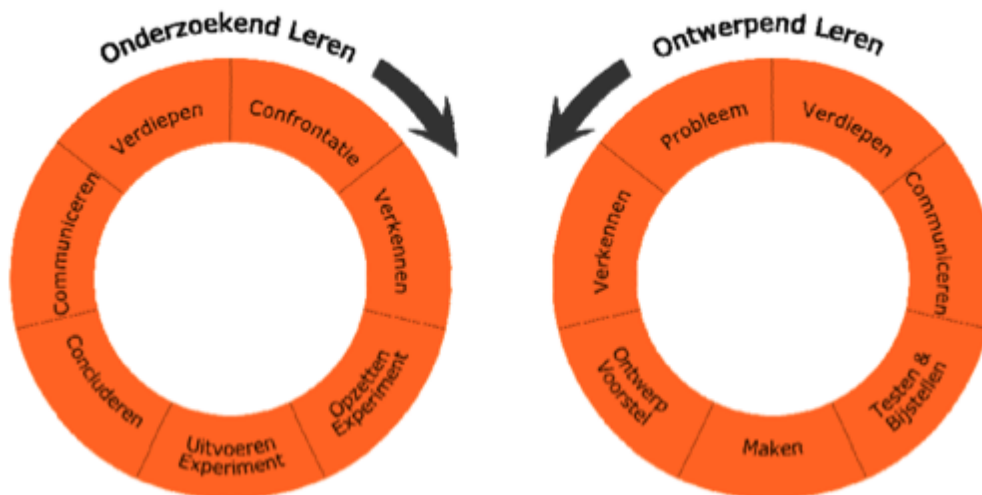 Onderzoekend Leren
Confrontatie
Verkennen
Opzetten
Experiment
Uitvoeren
Experiment
Concluderen
Communiceren
Verdiepen
Ontwerpend Leren
Probleem
Verkennen
Ontwerp
Voorstel
Maken
Testen &
Bijstellen
Communiceren
Verdiepen